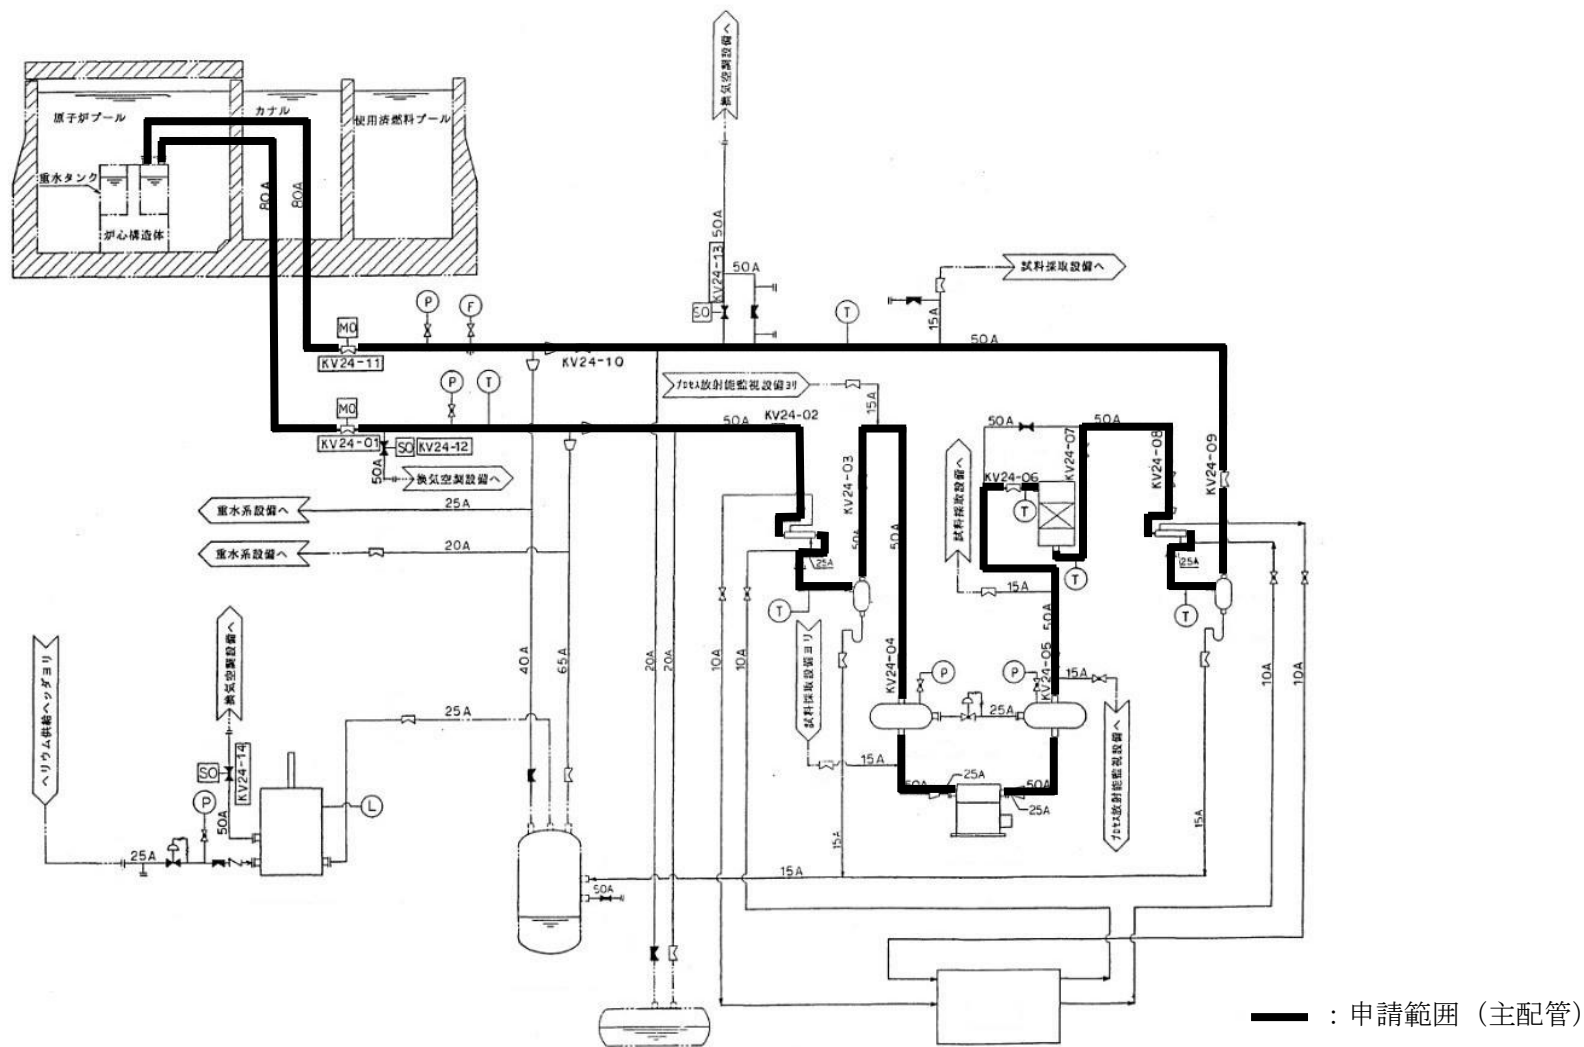 換気空調設備へ
原子炉プール
カナル
使用済燃料プール
重水タンク
炉心構造体
80A
80A
50A
KV24-13
50A
SO
試料採取設備へ
15A
T
50A
P
F
MO
KV24-11
KV24-10
P
T
MO
KV24-01
SO
KV24-12
50A
換気空調設備へ
プロセス放射能監視設備ヨリ
15A
50A
KV24-02
KV24-03
50A
50A
25A
T
試料採取設備へ
50A
KV24-06
T
KV24-07
50A
KV24-08
KV24-09
T
15A
50A
25A
T
重水系設備へ
25A
重水系設備へ
20A
40A
65A
20A
20A
10A
10A
試料採取設備ヨリ
KV24-04
P
P
KV24-05
15A
25A
プロセス放射能監視設備へ
10A
10A
15A
50A
25A
50A
25A
15A
15A
ヘリウム供給ヘッダヨリ
換気空調設備へ
SO
KV24-14
50A
P
25A
L
25A
15A
50A
: 申請範囲（主配管）